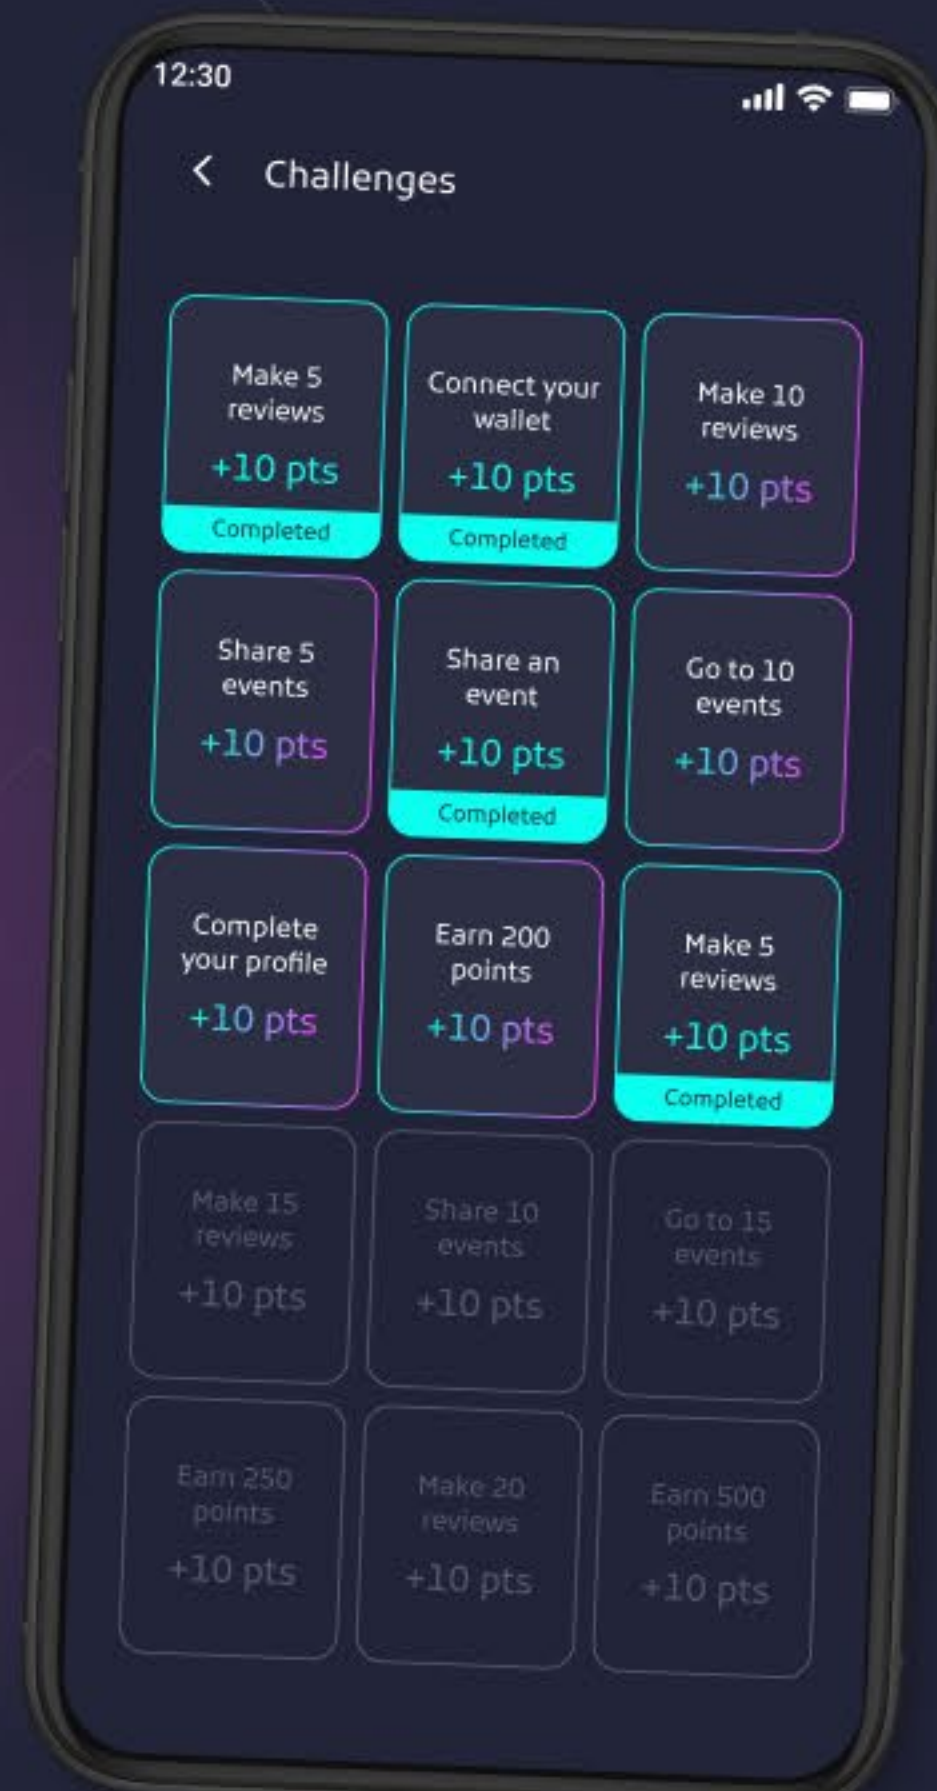 12:30
Challenges
Make 5
reviews
+10 pts
Completed
Connect your
wallet
+10 pts
Completed
Make 10
reviews
+10 pts
Share 5
events
+10 pts
Share an
event
+10 pts
Completed
Go to 10
events
+10 pts
Complete
your profile
+10 pts
Earn 200
points
+10 pts
Make 5
reviews
+10 pts
Completed
Make 15
reviews
+10 pts
Share 10
events
+10 pts
Go to 15
events
+10 pts
Earn 250
points
+10 pts
Make 20
reviews
+10 pts
Earn 500
points
+10 pts